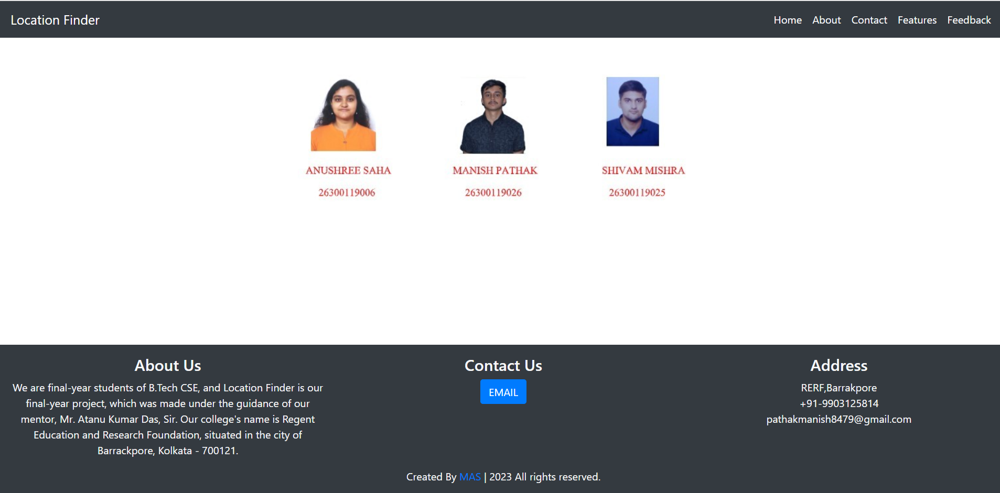 Location Finder
Home About Contact Features Feedback
ANUSHREE SAHA
26300119006
MANISH PATHAK
26300119026
SHIVAM MISHRA
26300119025
About Us
We are final-year students of B.Tech CSE, and Location Finder is our
final-year project, which was made under the guidance of our
mentor, Mr. Atanu Kumar Das, Sir. Our college's name is Regent
Education and Research Foundation, situated in the city of
Barrackpore, Kolkata - 700121.
Contact Us
EMAIL
Address
RERF,Barrakpore
+91-9903125814
pathakmanish8479@gmail.com
Created By MAS | 2023 All rights reserved.